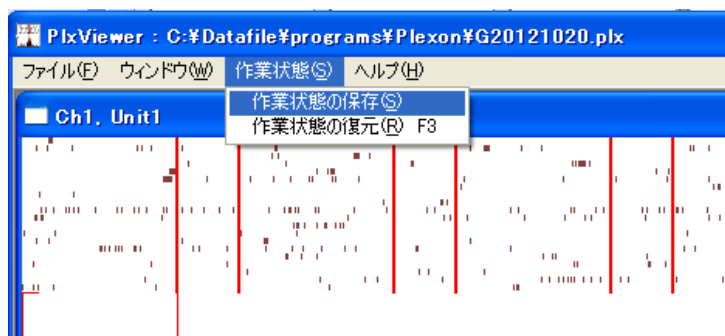 PlxViewer : C:¥Datafile¥programs¥Plexon¥G20121020.plx
ファイル(F) ウィンドウ(W) 作業状態(S) ヘルプ(H)
作業状態の保存(S)
作業状態の復元(R) F3
Ch1, Unit1